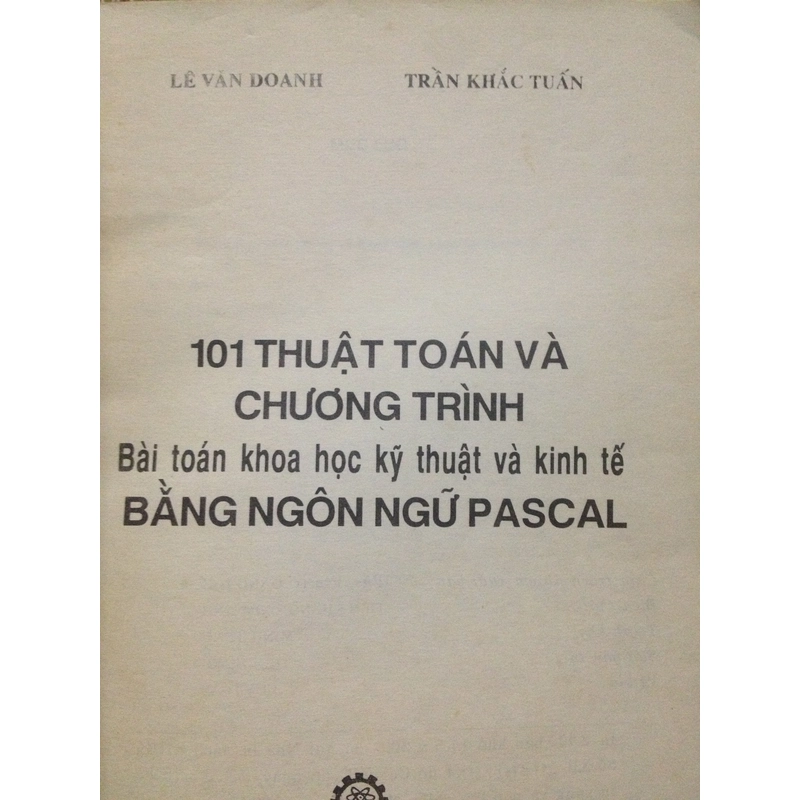 LÊ VĂN DOANH TRẦN KHẮC TUẤN
101 THUẬT TOÁN VÀ
CHƯƠNG TRÌNH
Bài toán khoa học kỹ thuật và kinh tế
BẰNG NGÔN NGỮ PASCAL